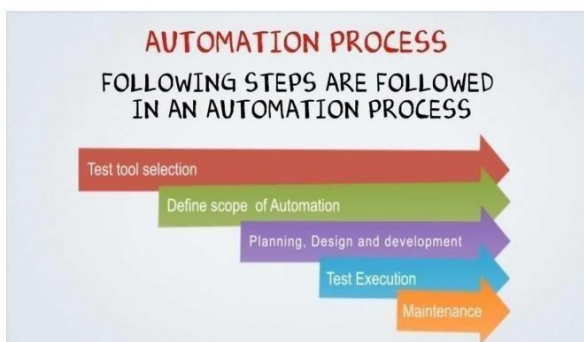 AUTOMATION PROCESS
FOLLOWING STEPS ARE FOLLOWED
IN AN AUTOMATION PROCESS
Test tool selection
Define scope of Automation
Planning, Design and development
Test Execution
Maintenance